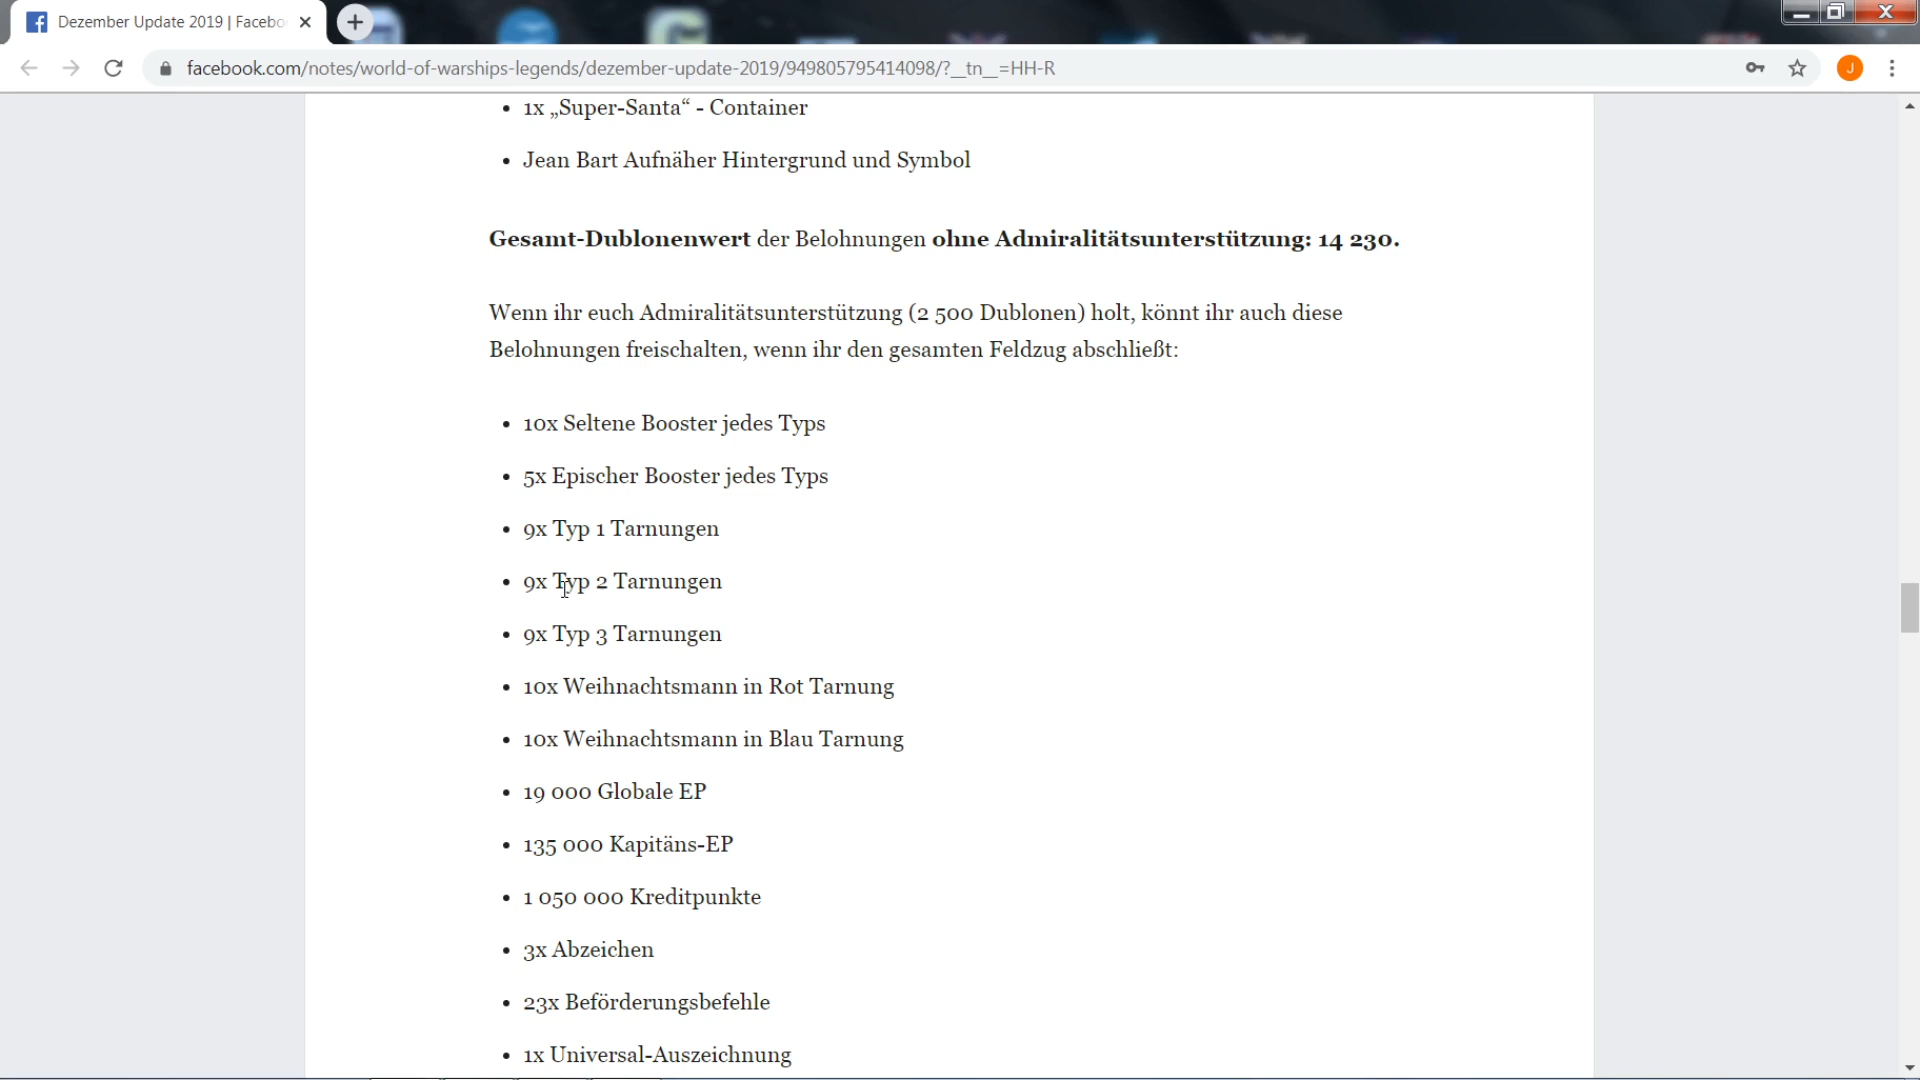 Dezember Update 2019 | Facebo
facebook.com/notes/world-of-warships-legends/dezember-update-2019/949805795414098/?__tn__=HH-R
J
• 1x „Super-Santa“ - Container
• Jean Bart Aufnäher Hintergrund und Symbol
Gesamt-Dublonenwert der Belohnungen ohne Admiralitätsunterstützung: 14 230.
Wenn ihr euch Admiralitätsunterstützung (2 500 Dublonen) holt, könnt ihr auch diese
Belohnungen freischalten, wenn ihr den gesamten Feldzug abschließt:
• 10x Seltene Booster jedes Typs
• 5x Epischer Booster jedes Typs
• 9x Typ 1 Tarnungen
• 9x Typ 2 Tarnungen
• 9x Typ 3 Tarnungen
• 10x Weihnachtsmann in Rot Tarnung
• 10x Weihnachtsmann in Blau Tarnung
• 19 000 Globale EP
• 135 000 Kapitäns-EP
• 1 050 000 Kreditpunkte
• 3x Abzeichen
• 23x Beförderungsbefehle
• 1x Universal-Auszeichnung